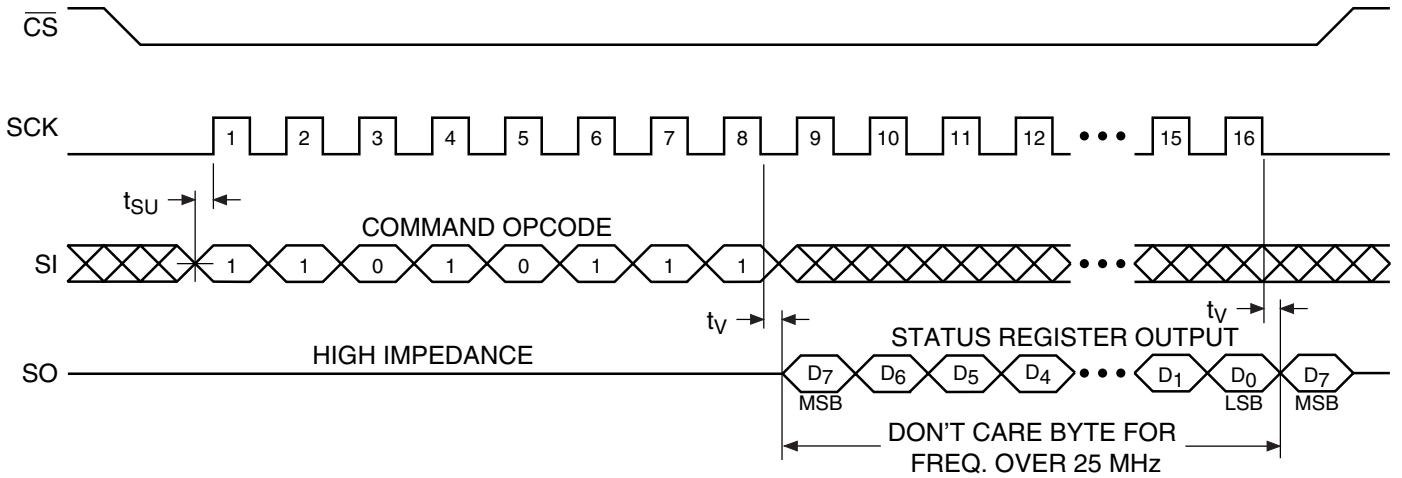 CS
SCK 1 2 3 4 5 6 7 8 9 10 11 12 ••• 15 16
tSU
COMMAND OPCODE
SI 1 1 0 1 0 1 1 1 •••
tV tV
HIGH IMPEDANCE STATUS REGISTER OUTPUT
SO D7 D6 D5 D4 ••• D1 D0 D7
MSB LSB MSB
DON'T CARE BYTE FOR
FREQ. OVER 25 MHz